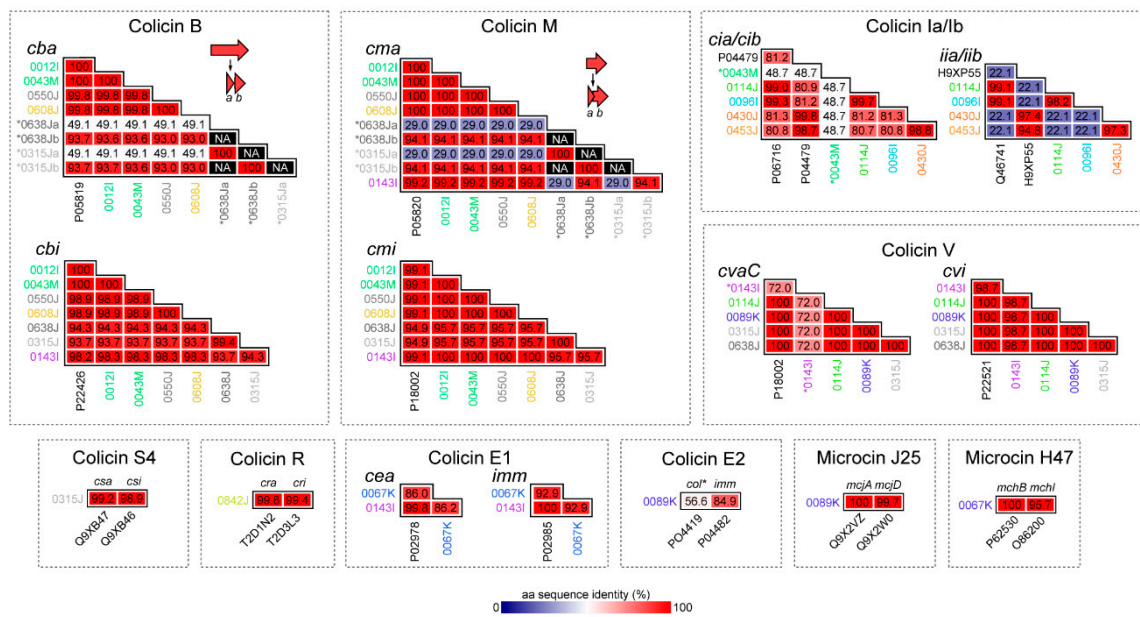 Colicin B
cba
a b
0012I 100
0043M 100 100
0550J 99.8 99.8 99.8
0608J 99.8 99.8 99.8 100
*0638Ja 49.1 49.1 49.1 49.1 49.1
*0638Jb 93.7 93.6 93.6 93.0 93.0 NA
*0315Ja 49.1 49.1 49.1 49.1 49.1 100 NA
*0315Jb 93.7 93.6 93.6 93.0 93.0 NA 100 NA
P05819 0012I 0043M 0550J 0608J *0638Ja *0638Jb *0315Ja
cbi
0012I 100
0043M 100 100
0550J 98.9 98.9 98.9
0608J 98.9 98.9 98.9 100
0638J 94.3 94.3 94.3 94.3 94.3
0315J 93.7 93.7 93.7 93.7 93.7 99.4
0143I 98.2 98.3 98.3 98.3 98.3 93.7 94.3
P22426 0012I 0043M 0550J 0608J 0638J 0315J
Colicin M
cma
a b
0012I 100
0043M 100 100
0550J 100 100 100
0608J 100 100 100 100
*0638Ja 29.0 29.0 29.0 29.0 29.0
*0638Jb 94.1 94.1 94.1 94.1 94.1 NA
*0315Ja 29.0 29.0 29.0 29.0 29.0 100 NA
*0315Jb 94.1 94.1 94.1 94.1 94.1 NA 100 NA
0143I 99.2 99.2 99.2 99.2 99.2 29.0 94.1 29.0 94.1
P05820 0012I 0043M 0550J 0608J *0638Ja *0638Jb *0315Ja *0315Jb
cmi
0012I 99.1
0043M 99.1 100
0550J 99.1 100 100
0608J 99.1 100 100 100
0638J 94.9 95.7 95.7 95.7 95.7
0315J 94.9 95.7 95.7 95.7 95.7 100
0143I 99.1 100 100 100 100 95.7 95.7
P18002 0012I 0043M 0550J 0608J 0638J 0315J
Colicin Ia/Ib
cia/cib
P04479 81.2
*0043M 48.7 48.7
0114J 99.0 80.9 48.7
0096I 99.3 81.2 48.7 99.7
0430J 81.3 99.8 48.7 81.2 81.3
0453J 80.8 98.7 48.7 80.7 80.8 98.8
P06716 P04479 *0043M 0114J 0096I 0430J
iia/iib
H9XP55 22.1
0114J 99.1 22.1
0096I 99.1 22.1 98.2
0430J 22.1 97.4 22.1 22.1
0453J 22.1 94.8 22.1 22.1 97.3
Q46741 H9XP55 0114J 0096I 0430J
Colicin V
cvaC
*0143I 72.0
0114J 100 72.0
0089K 100 72.0 100
0315J 100 72.0 100 100
0638J 100 72.0 100 100 100
P18002 *0143I 0114J 0089K 0315J
cvi
0143I 98.7
0114J 100 98.7
0089K 100 98.7 100
0315J 100 98.7 100 100
0638J 100 98.7 100 100 100
P22521 0143I 0114J 0089K 0315J
Colicin S4
csa csi
0315J 99.2 98.9
Q9XB47 Q9XB46
Colicin R
cra cri
0842J 99.8 99.4
T2D1N2 T2D3L3
Colicin E1
cea
0067K 86.0
0143I 99.8 86.2
P02978 0067K
imm
0067K 92.9
0143I 100 92.9
P02985 0067K
Colicin E2
col* imm
0089K 56.6 84.9
PO4419 P04482
Microcin J25
mcjA mcjD
0089K 100 99.7
Q9X2VZ Q9X2W0
Microcin H47
mchB mchI
0067K 100 95.7
P62530 O86200
0 aa sequence identity (%) 100